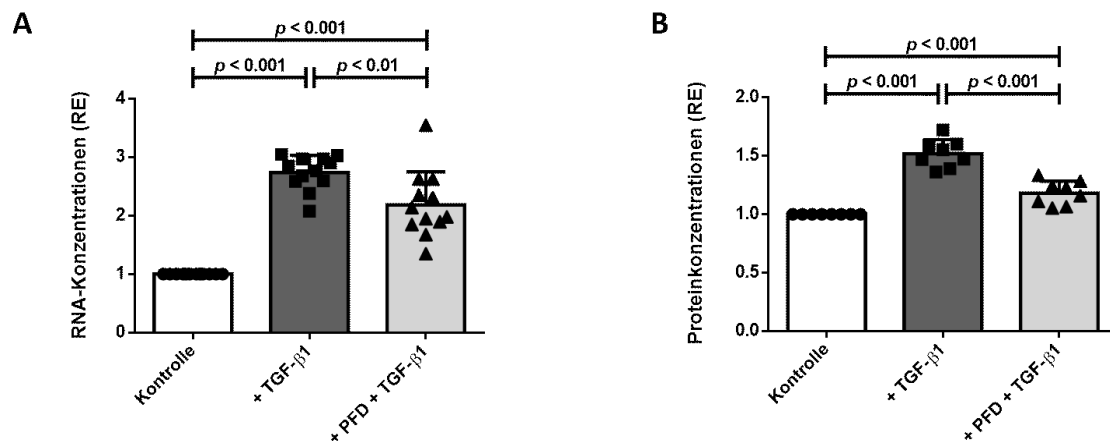 A
p < 0.001
p < 0.001
p < 0.01
RNA-Konzentrationen (RE)
4
3
2
1
0
Kontrolle
+ TGF-β1
+ PFD + TGF-β1
B
p < 0.001
p < 0.001
p < 0.001
Proteinkonzentrationen (RE)
2.0
1.5
1.0
0.5
0.0
Kontrolle
+ TGF-β1
+ PFD + TGF-β1